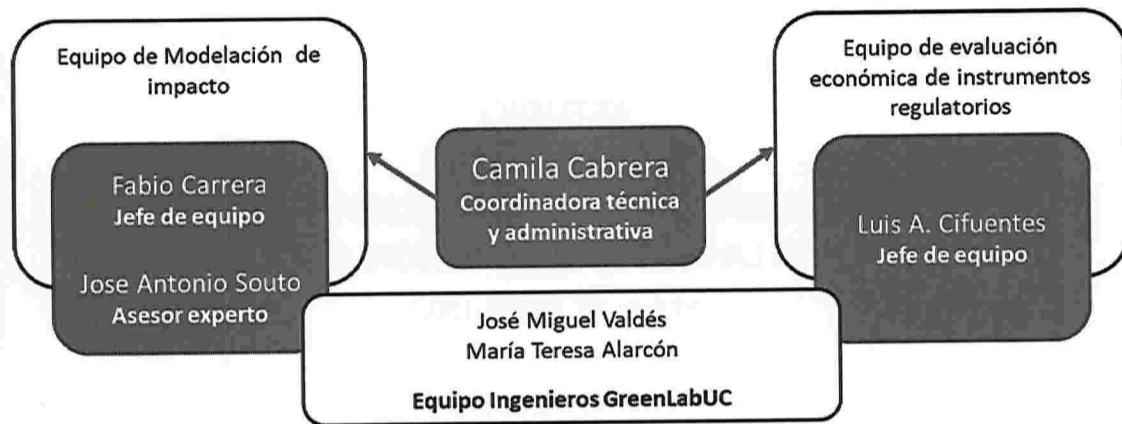 Equipo de Modelación de
impacto
Fabio Carrera
Jefe de equipo
Jose Antonio Souto
Asesor experto
Camila Cabrera
Coordinadora técnica
y administrativa
Equipo de evaluación
económica de instrumentos
regulatorios
Luis A. Cifuentes
Jefe de equipo
José Miguel Valdés
María Teresa Alarcón
Equipo Ingenieros GreenLabUC